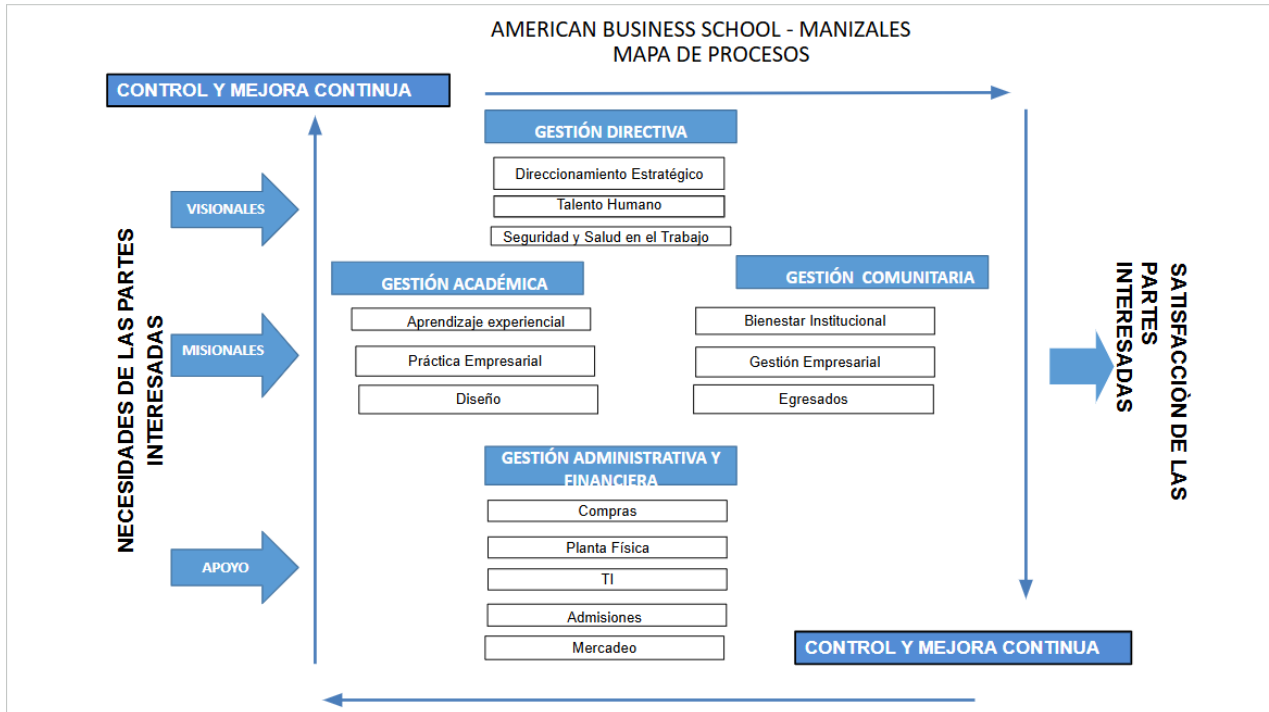 AMERICAN BUSINESS SCHOOL - MANIZALES
MAPA DE PROCESOS
CONTROL Y MEJORA CONTINUA
GESTIÓN DIRECTIVA
Direccionamiento Estratégico
Talento Humano
Seguridad y Salud en el Trabajo
VISIONALES
NECESIDADES DE LAS PARTES
INTERESADAS
MISIONALES
GESTIÓN ACADÉMICA
Aprendizaje experiencial
Práctica Empresarial
Diseño
GESTIÓN COMUNITARIA
Bienestar Institucional
Gestión Empresarial
Egresados
SATISFACCIÒN DE LAS
PARTES
INTERESADAS
GESTIÓN ADMINISTRATIVA Y
FINANCIERA
Compras
Planta Física
TI
Admisiones
Mercadeo
APOYO
CONTROL Y MEJORA CONTINUA